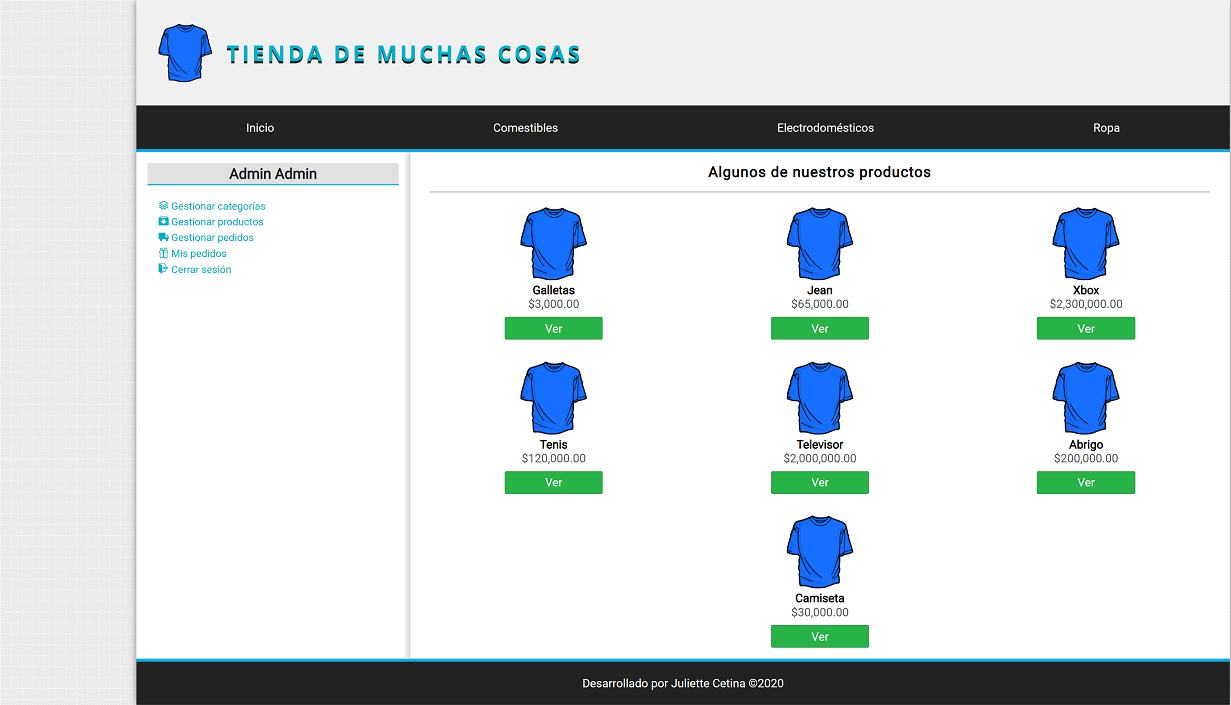 TIENDA DE MUCHAS COSAS
Inicio Comestibles Electrodomésticos Ropa
Admin Admin
Gestionar categorías
Gestionar productos
Gestionar pedidos
Mis pedidos
Cerrar sesión
Algunos de nuestros productos
Galletas Jean Xbox
$3,000.00 $65,000.00 $2,300,000.00
Ver Ver Ver
Tenis Televisor Abrigo
$120,000.00 $2,000,000.00 $200,000.00
Ver Ver Ver
Camiseta
$30,000.00
Ver
Desarrollado por Juliette Cetina ©2020